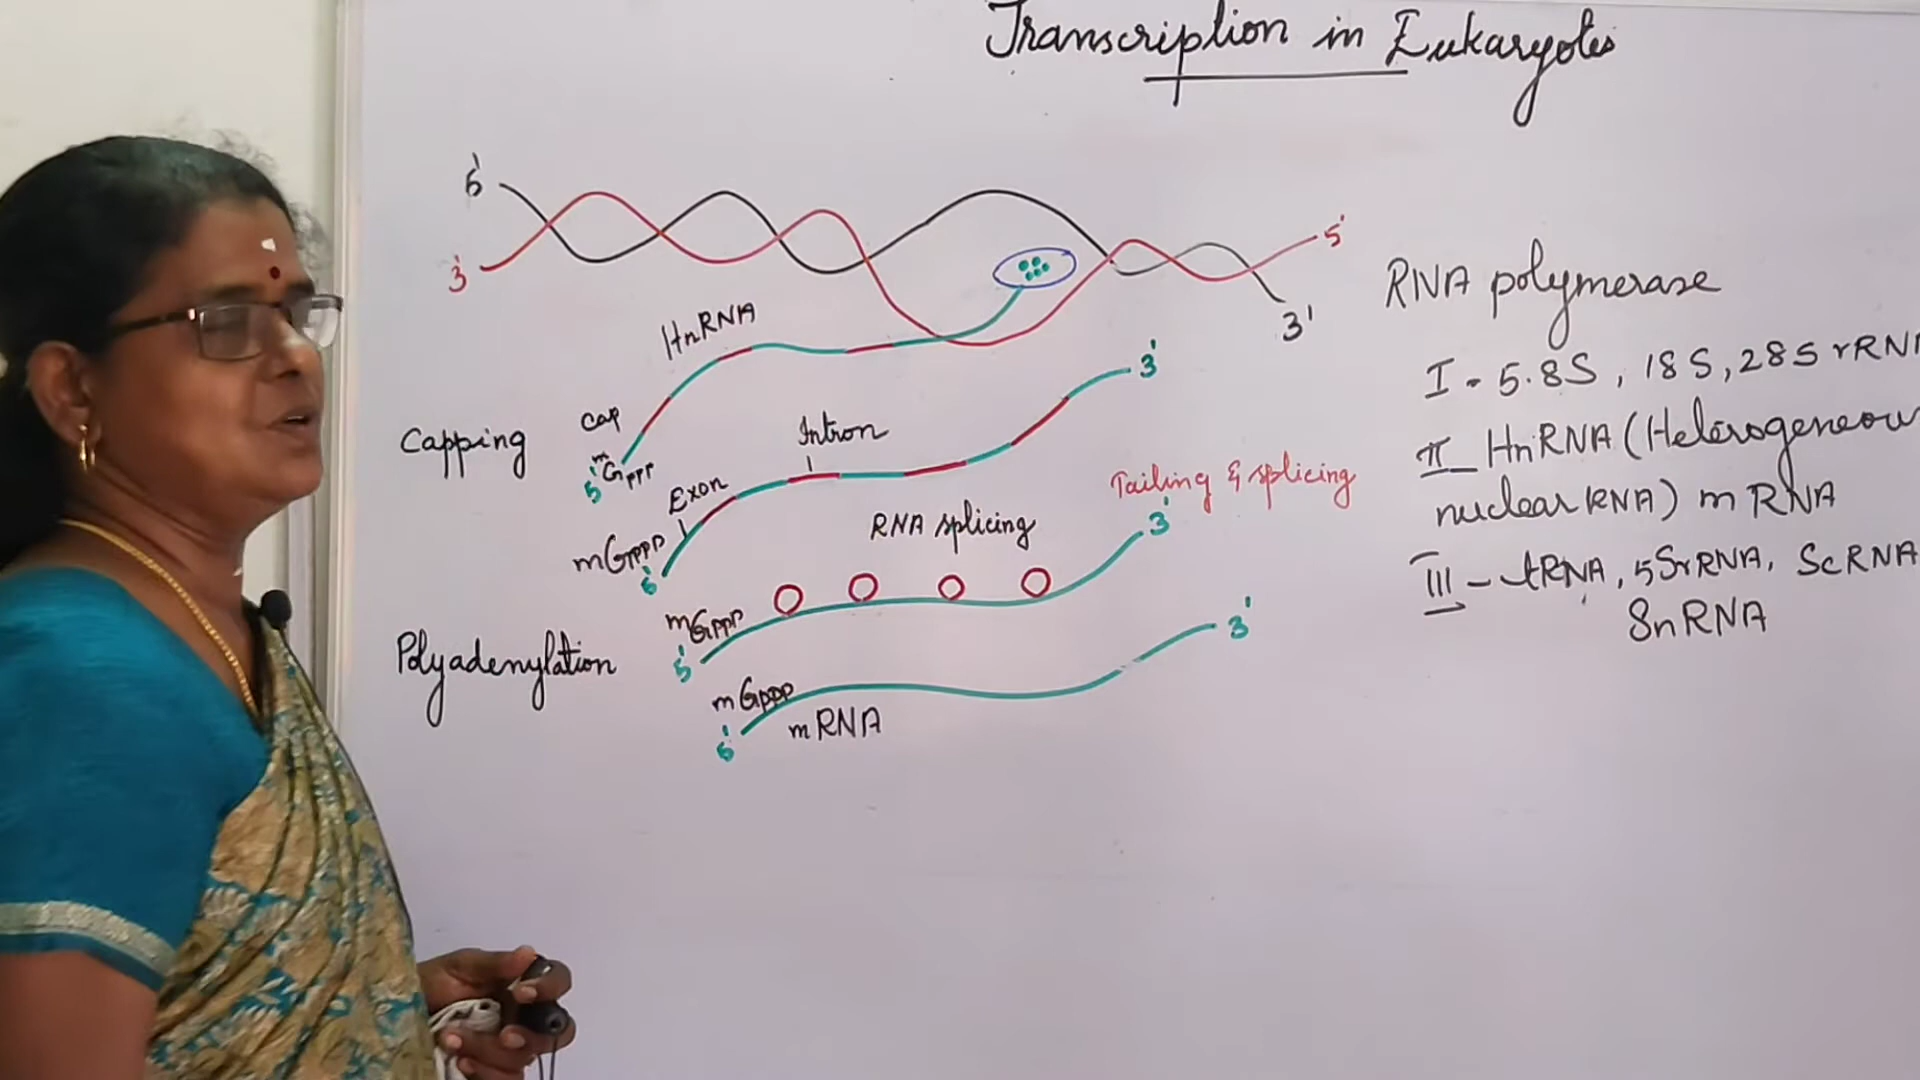 Transcription in Eukaryotes
5'
3'
5'
3'
HnRNA
RNA polymerase
I - 5.8S, 18S, 28S rRNA
II - HnRNA (Heterogeneous
nuclear RNA) mRNA
III - tRNA, 5SrRNA, ScRNA
SnRNA
Capping
cap
mGPPP
5'
3'
Exon
Intron
mGPPP
5'
Tailing & splicing
RNA splicing
3'
mGPPP
5'
Polyadenylation
3'
mGPPP
5'
mRNA